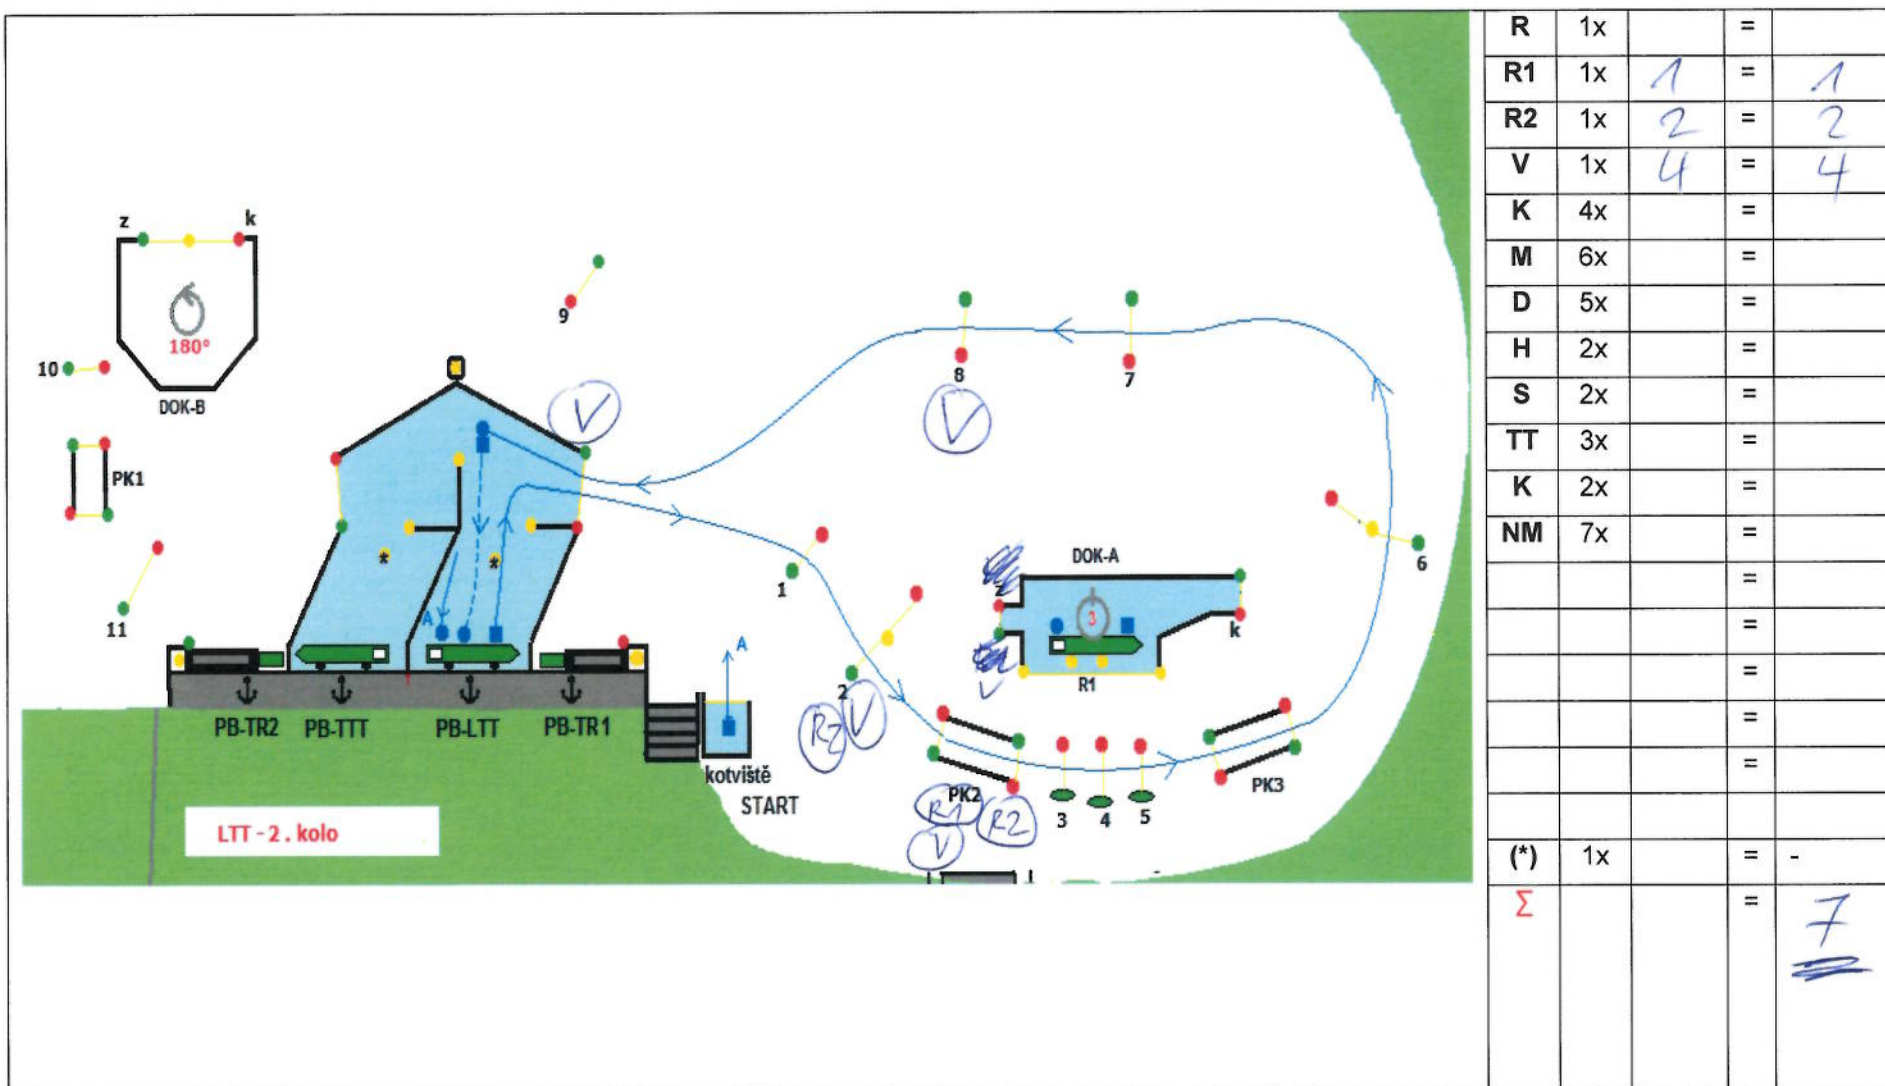 z k
180°
DOK-B
9
10
PK1
11
8
7
V
V
*
*
A
1
2
R2 V
DOK-A
z
3
k
R1
V
6
PB-TR2 PB-TTT PB-LTT PB-TR1
A
kotviště
START
PK2
R1 R2
V
3 4 5
PK3
LTT - 2. kolo
R 1x =
R1 1x 1 = 1
R2 1x 2 = 2
V 1x 4 = 4
K 4x =
M 6x =
D 5x =
H 2x =
S 2x =
TT 3x =
K 2x =
NM 7x =
=
=
=
=
=
(*) 1x = -
Σ = 7